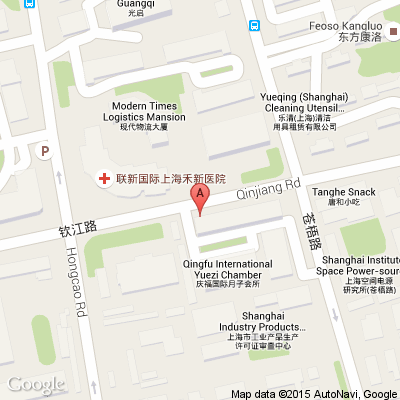 Guangqi
光启
Feoso Kangluo
东方康洛
Modern Times
Logistics Mansion
现代物流大厦
Yueqing (Shanghai)
Cleaning Utensil...
乐清(上海)清洁
用具租赁有限公司
P
联新国际上海禾新医院
A
Qinjiang Rd
Tanghe Snack
唐和小吃
钦江路
苍梧路
Hongcao Rd
Qingfu International
Yuezi Chamber
庆福国际月子会所
Shanghai Institute
Space Power-sour
上海空间电源
研究所(苍梧路)
Shanghai
Industry Products...
上海市工业产品生产
许可证审查中心
Google
Map data ©2015 AutoNavi, Google